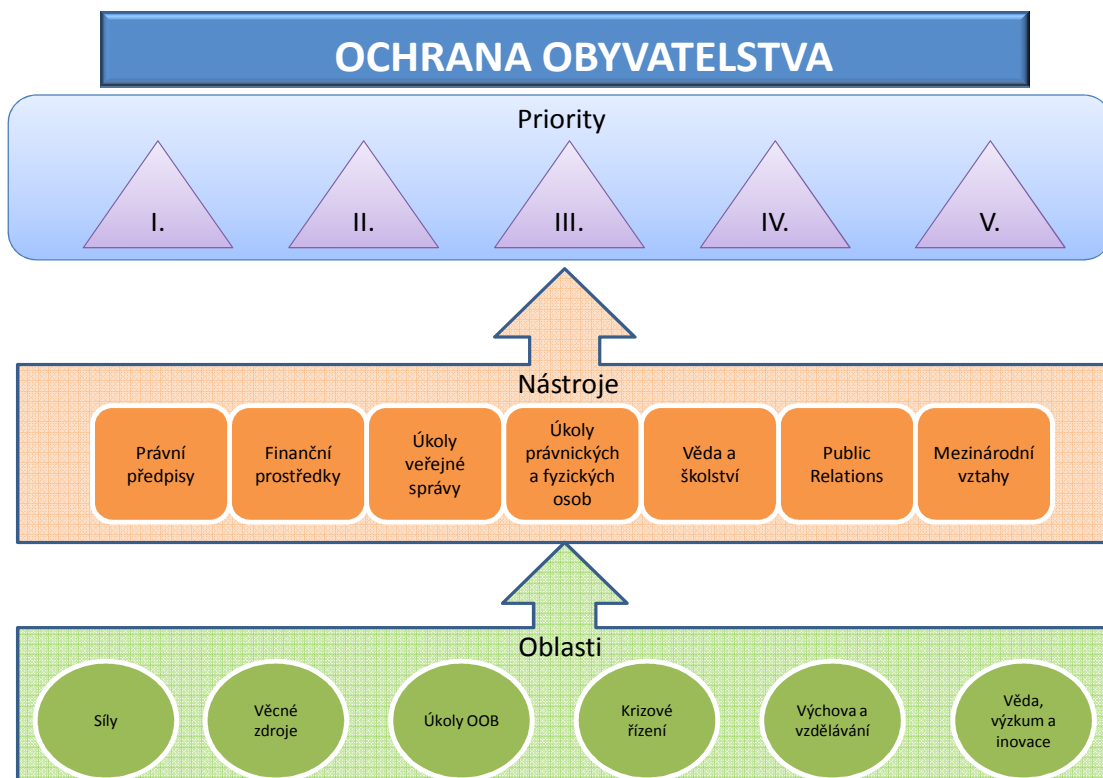 OCHRANA OBYVATELSTVA
Priority
I.
II.
III.
IV.
V.
Nástroje
Právní
předpisy
Finanční
prostředky
Úkoly
veřejné
správy
Úkoly
právnických
a fyzických
osob
Věda a
školství
Public
Relations
Mezinárodní
vztahy
Oblasti
Síly
Věcné
zdroje
Úkoly OOB
Krizové
řízení
Výchova a
vzdělávání
Věda,
výzkum a
inovace